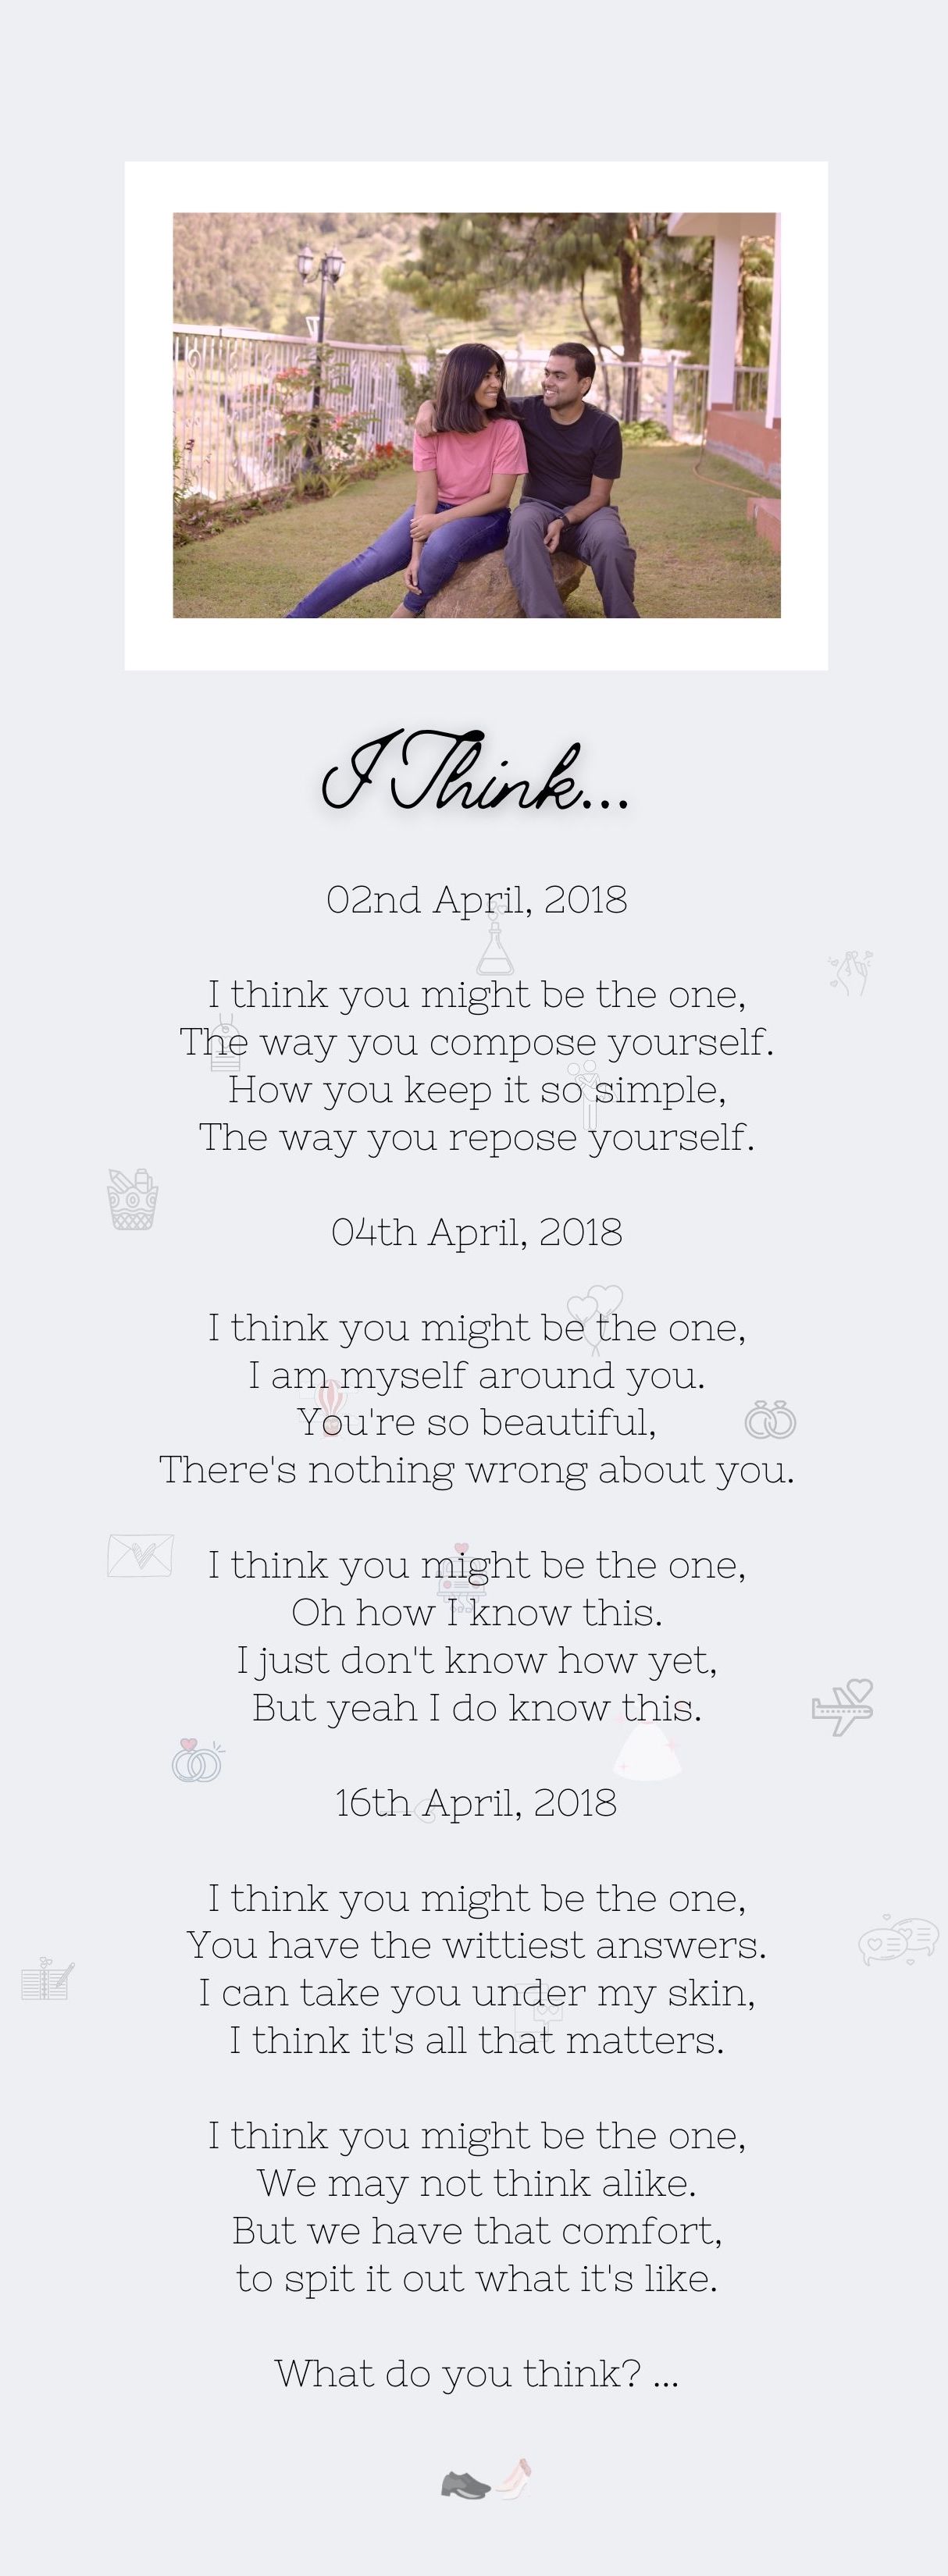 I Think...
02nd April, 2018
I think you might be the one,
The way you compose yourself.
How you keep it so simple,
The way you repose yourself.
04th April, 2018
I think you might be the one,
I am myself around you.
You're so beautiful,
There's nothing wrong about you.
I think you might be the one,
Oh how I know this.
I just don't know how yet,
But yeah I do know this.
16th April, 2018
I think you might be the one,
You have the wittiest answers.
I can take you under my skin,
I think it's all that matters.
I think you might be the one,
We may not think alike.
But we have that comfort,
to spit it out what it's like.
What do you think? ...